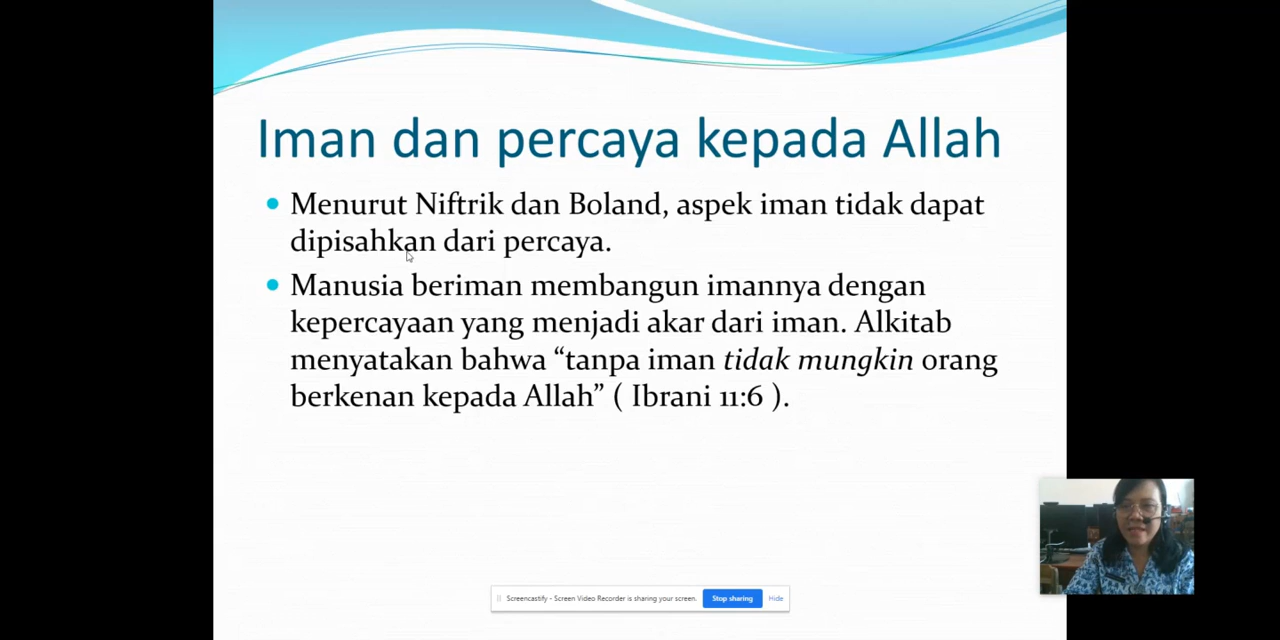 Iman dan percaya kepada Allah
Menurut Niftrik dan Boland, aspek iman tidak dapat
dipisahkan dari percaya.
Manusia beriman membangun imannya dengan
kepercayaan yang menjadi akar dari iman. Alkitab
menyatakan bahwa “tanpa iman tidak mungkin orang
berkenan kepada Allah” ( Ibrani 11:6 ).
Screencastify - Screen Video Recorder is sharing your screen. Stop sharing Hide